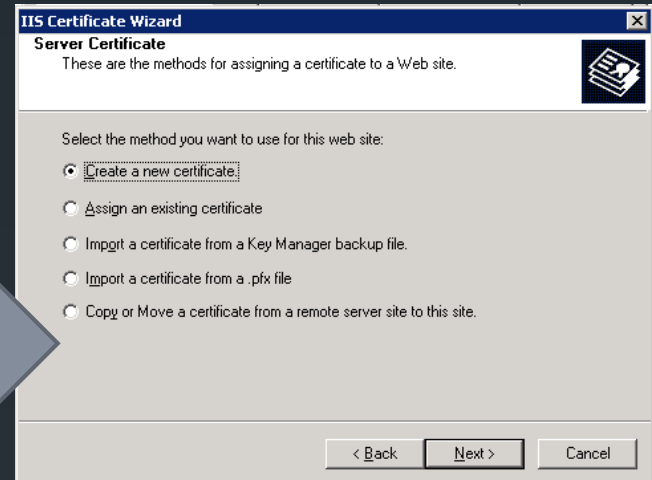 IIS Certificate Wizard
Server Certificate
These are the methods for assigning a certificate to a Web site.
Select the method you want to use for this web site:
Create a new certificate.
Assign an existing certificate
Import a certificate from a Key Manager backup file.
Import a certificate from a .pfx file
Copy or Move a certificate from a remote server site to this site.
< Back Next > Cancel